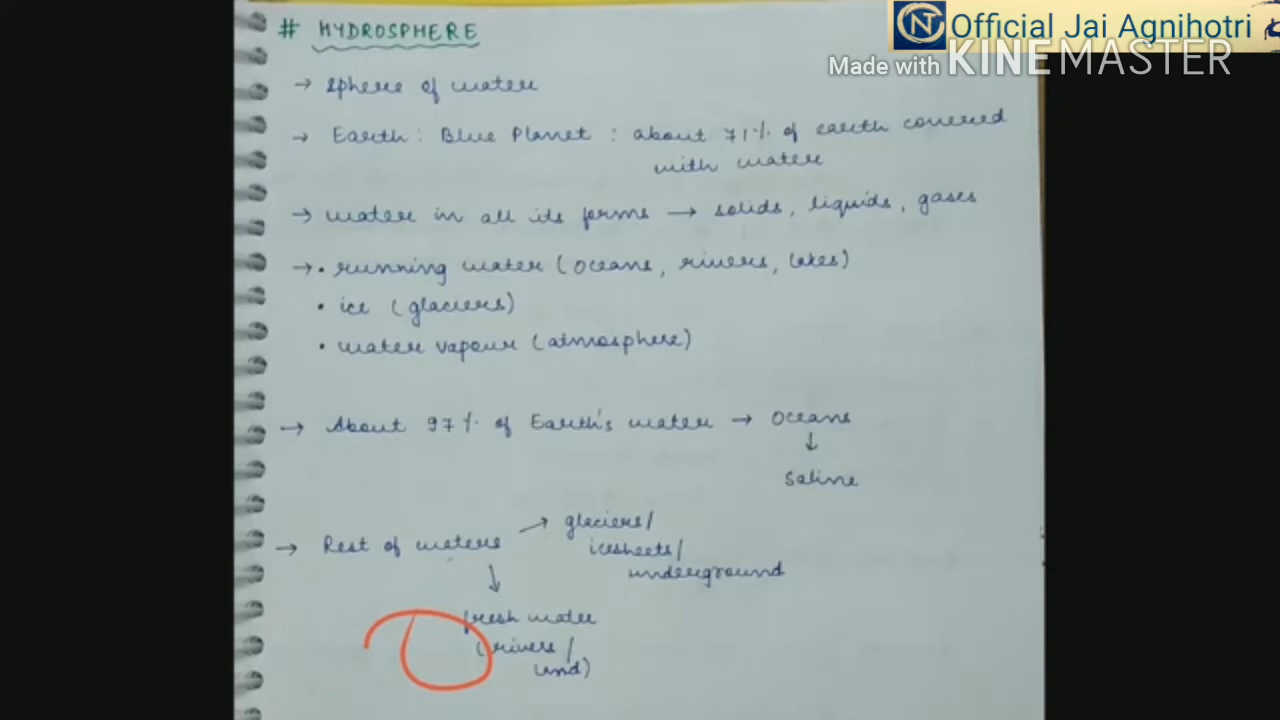 Official Jai Agnihotri
Made with KINEMASTER
# HYDROSPHERE
→ sphere of water
→ Earth : Blue Planet : about 71% of earth covered
with water
→ water in all its forms → solids, liquids, gases
→ • running water (oceans, rivers, lakes)
• ice (glaciers)
• water vapour (atmosphere)
→ About 97% of Earth's water → Oceans
↓
saline
→ Rest of waters → glaciers/
icesheets/
underground
↓
fresh water
(rivers/
und)